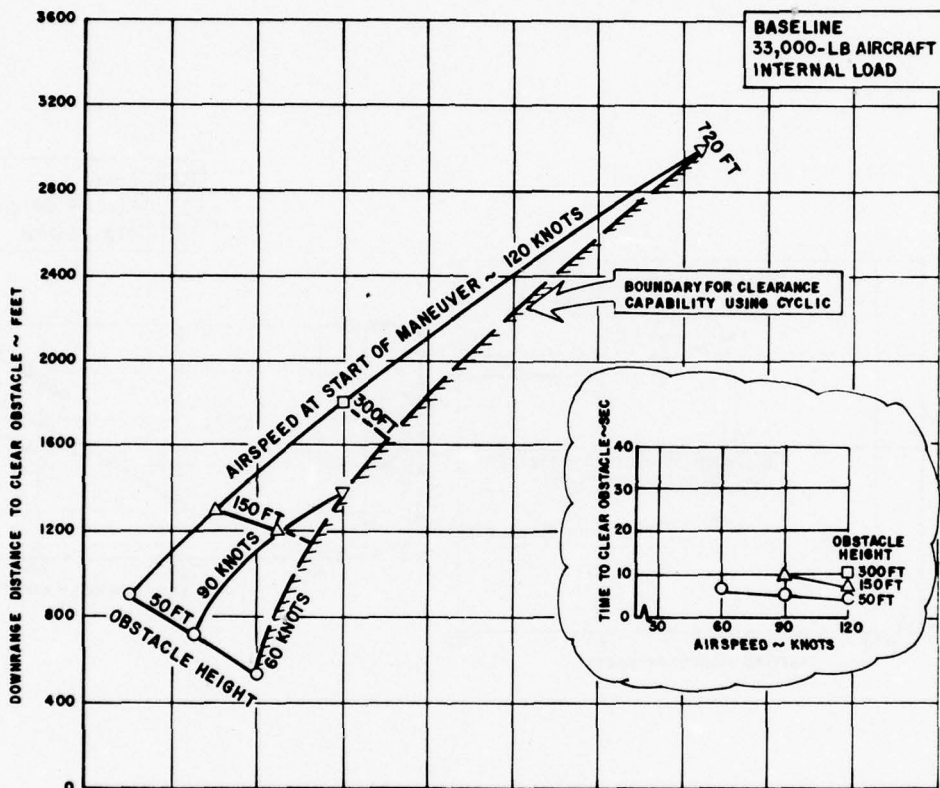 BASELINE
33,000-LB AIRCRAFT
INTERNAL LOAD
3600
3200
2800
2400
2000
1600
1200
800
400
0
DOWNRANGE DISTANCE TO CLEAR OBSTACLE ~ FEET
720 FT
AIRSPEED AT START OF MANEUVER ~ 120 KNOTS
BOUNDARY FOR CLEARANCE
CAPABILITY USING CYCLIC
300 FT
150 FT
90 KNOTS
50 FT
60 KNOTS
OBSTACLE HEIGHT
TIME TO CLEAR OBSTACLE~SEC
40
30
20
10
0
OBSTACLE
HEIGHT
300 FT
150 FT
50 FT
30
60
90
120
AIRSPEED ~ KNOTS